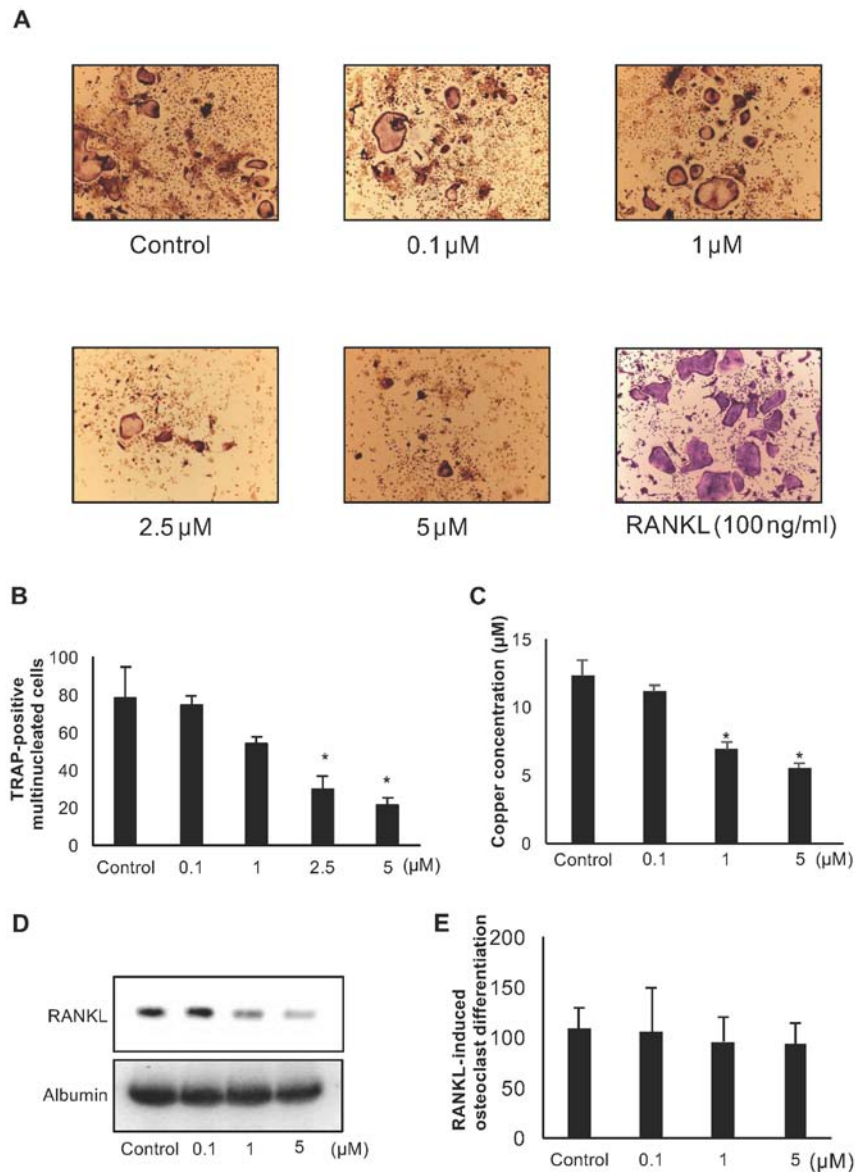 A
Control
0.1 µM
1 µM
2.5 µM
5 µM
RANKL (100 ng/ml)
B
TRAP-positive
multinucleated cells
100
80
60
40
20
0
*
*
Control 0.1 1 2.5 5 (µM)
C
Copper concentration (µM)
15
10
5
0
*
*
Control 0.1 1 5 (µM)
D
RANKL
Albumin
Control 0.1 1 5 (µM)
E
RANKL-induced
osteoclast differentiation
200
150
100
50
0
Control 0.1 1 5 (µM)